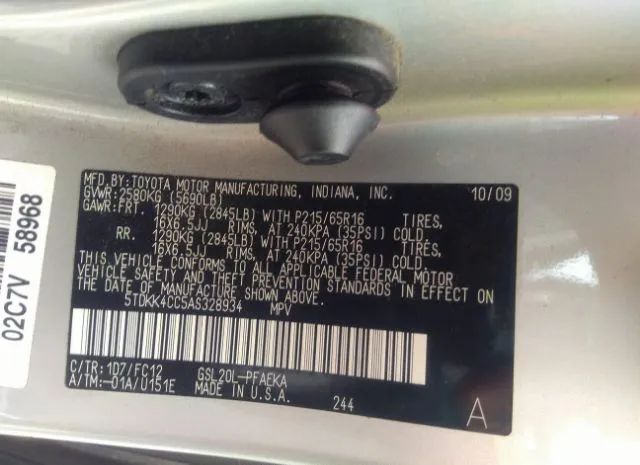 MFD. BY: TOYOTA MOTOR MANUFACTURING, INDIANA, INC. 10/09
GVWR: 2580KG (5690LB)
GAWR: FRT. 1290KG (2845LB) WITH P215/65R16 TIRES,
16X6.5JJ RIMS, AT 240KPA (35PSI) COLD
RR. 1290KG (2845LB) WITH P215/65R16 TIRES,
16X6.5JJ RIMS, AT 240KPA (35PSI) COLD
THIS VEHICLE CONFORMS TO ALL APPLICABLE FEDERAL MOTOR
VEHICLE SAFETY AND THEFT PREVENTION STANDARDS IN EFFECT ON
THE DATE OF MANUFACTURE SHOWN ABOVE.
5TDKK4CC5AS328934 MPV
C/TR: 1D7/FC12 GSL20L-PFAEKA
A/TM: -01A/U151E MADE IN U.S.A.
244 A
02C7V 58968